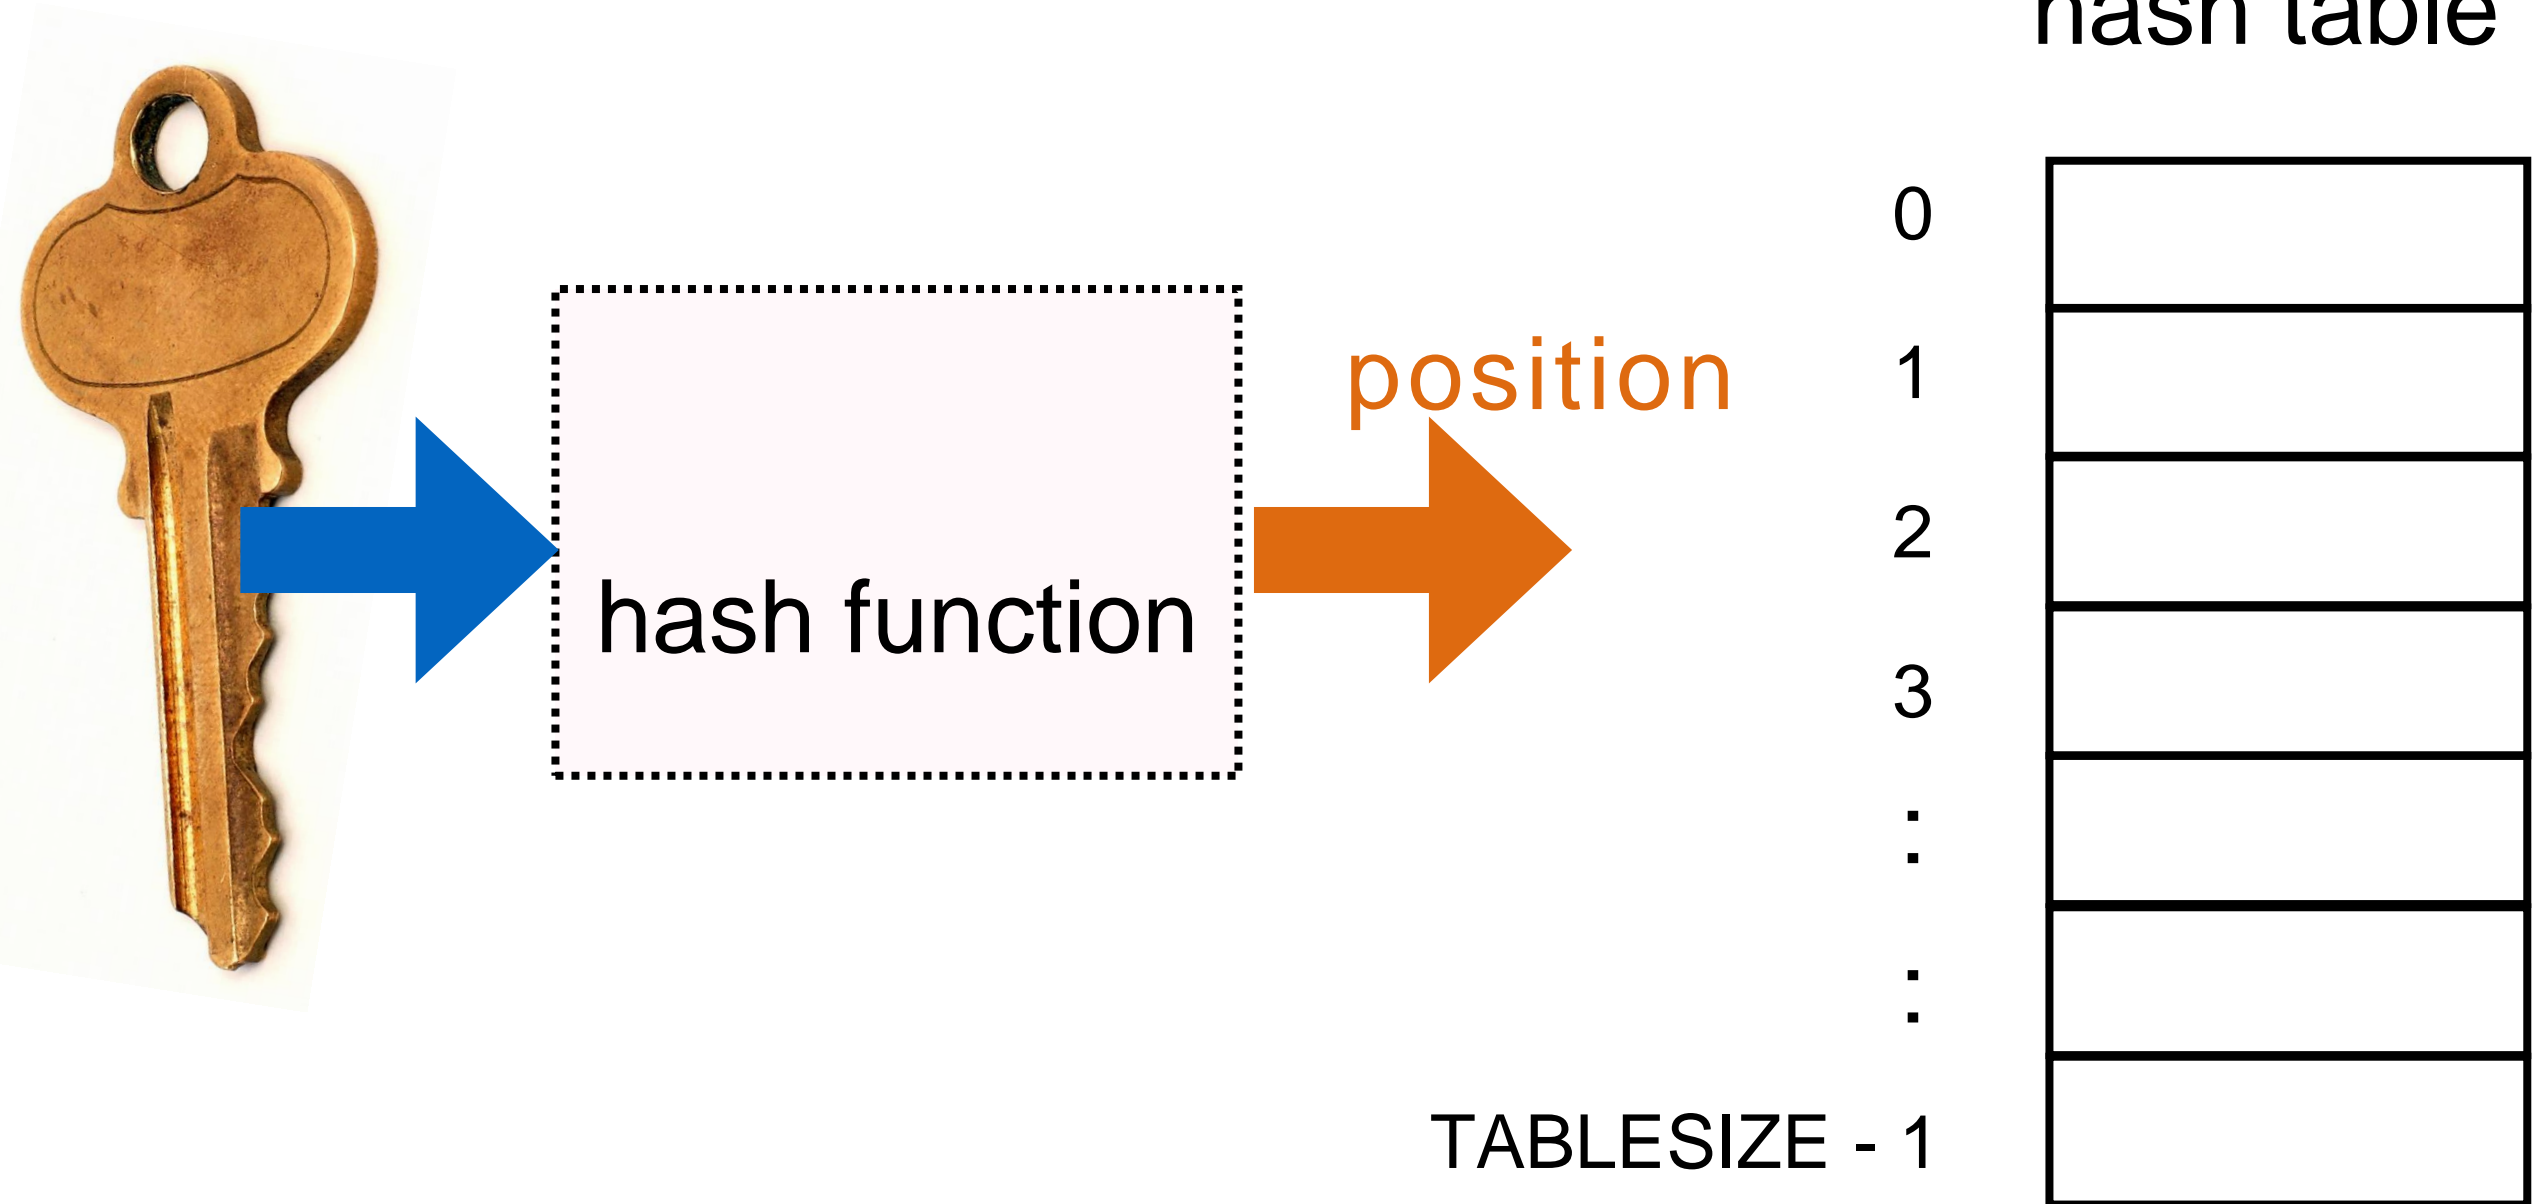 hash table
0
position
1
2
hash function
3
:
:
TABLESIZE - 1